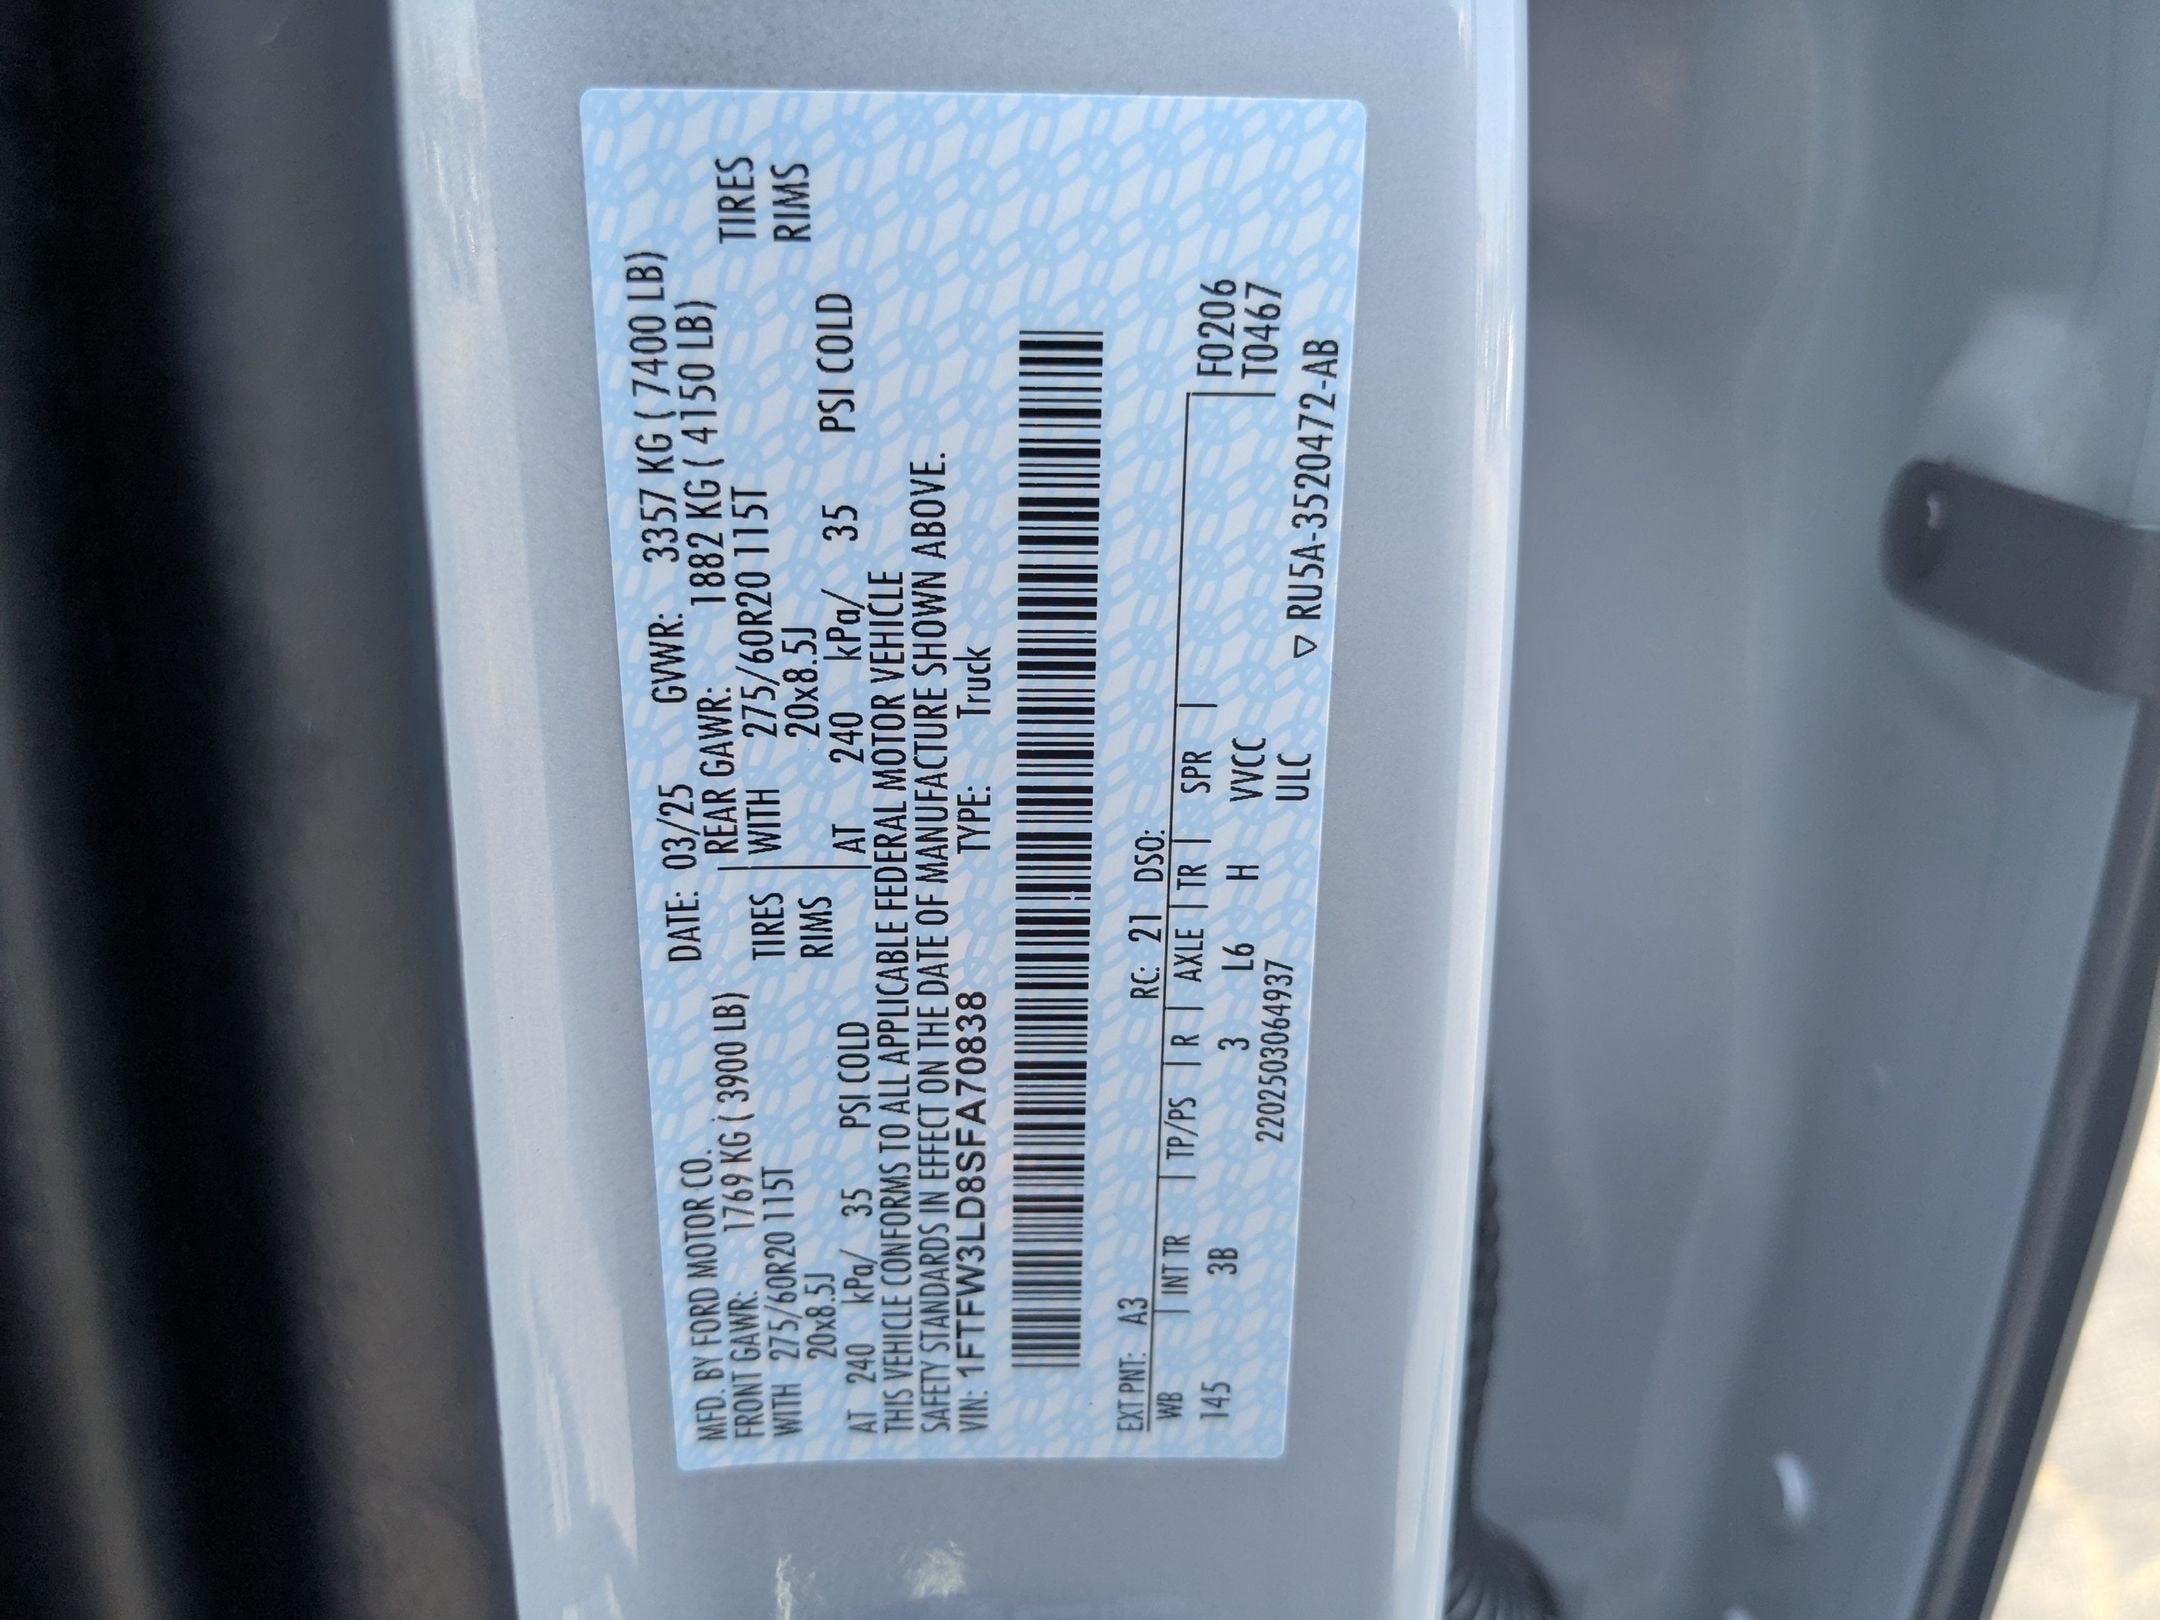 MFD. BY FORD MOTOR CO. DATE: 03/25 GVWR: 3357 KG ( 7400 LB)
FRONT GAWR: 1769 KG ( 3900 LB) REAR GAWR: 1882 KG ( 4150 LB)
WITH 275/60R20 115T TIRES WITH 275/60R20 115T TIRES
20x8.5J RIMS 20x8.5J RIMS
AT 240 kPa/ 35 PSI COLD AT 240 kPa/ 35 PSI COLD
THIS VEHICLE CONFORMS TO ALL APPLICABLE FEDERAL MOTOR VEHICLE
SAFETY STANDARDS IN EFFECT ON THE DATE OF MANUFACTURE SHOWN ABOVE.
VIN: 1FTFW3LD8SFA70838 TYPE: Truck
EXT PNT: A3 RC: 21 DSO:
WB INT TR TP/PS R AXLE TR SPR F0206
145 3B 3 L6 H VVCC T0467
2202503064937 ULC ▽ RU5A-3520472-AB